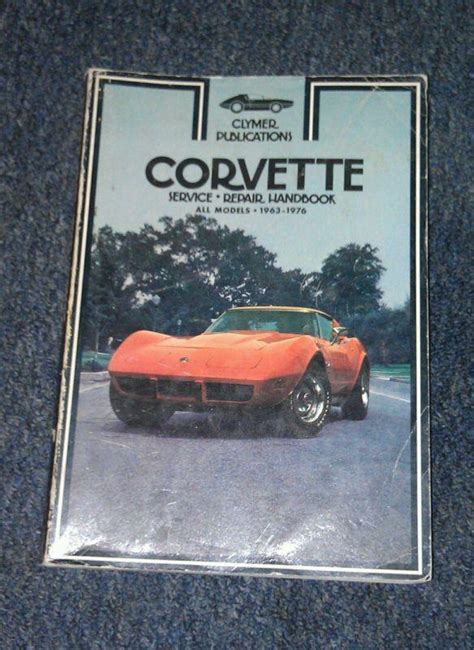 CLYMER
PUBLICATIONS
CORVETTE
SERVICE • REPAIR HANDBOOK
ALL MODELS • 1963-1976